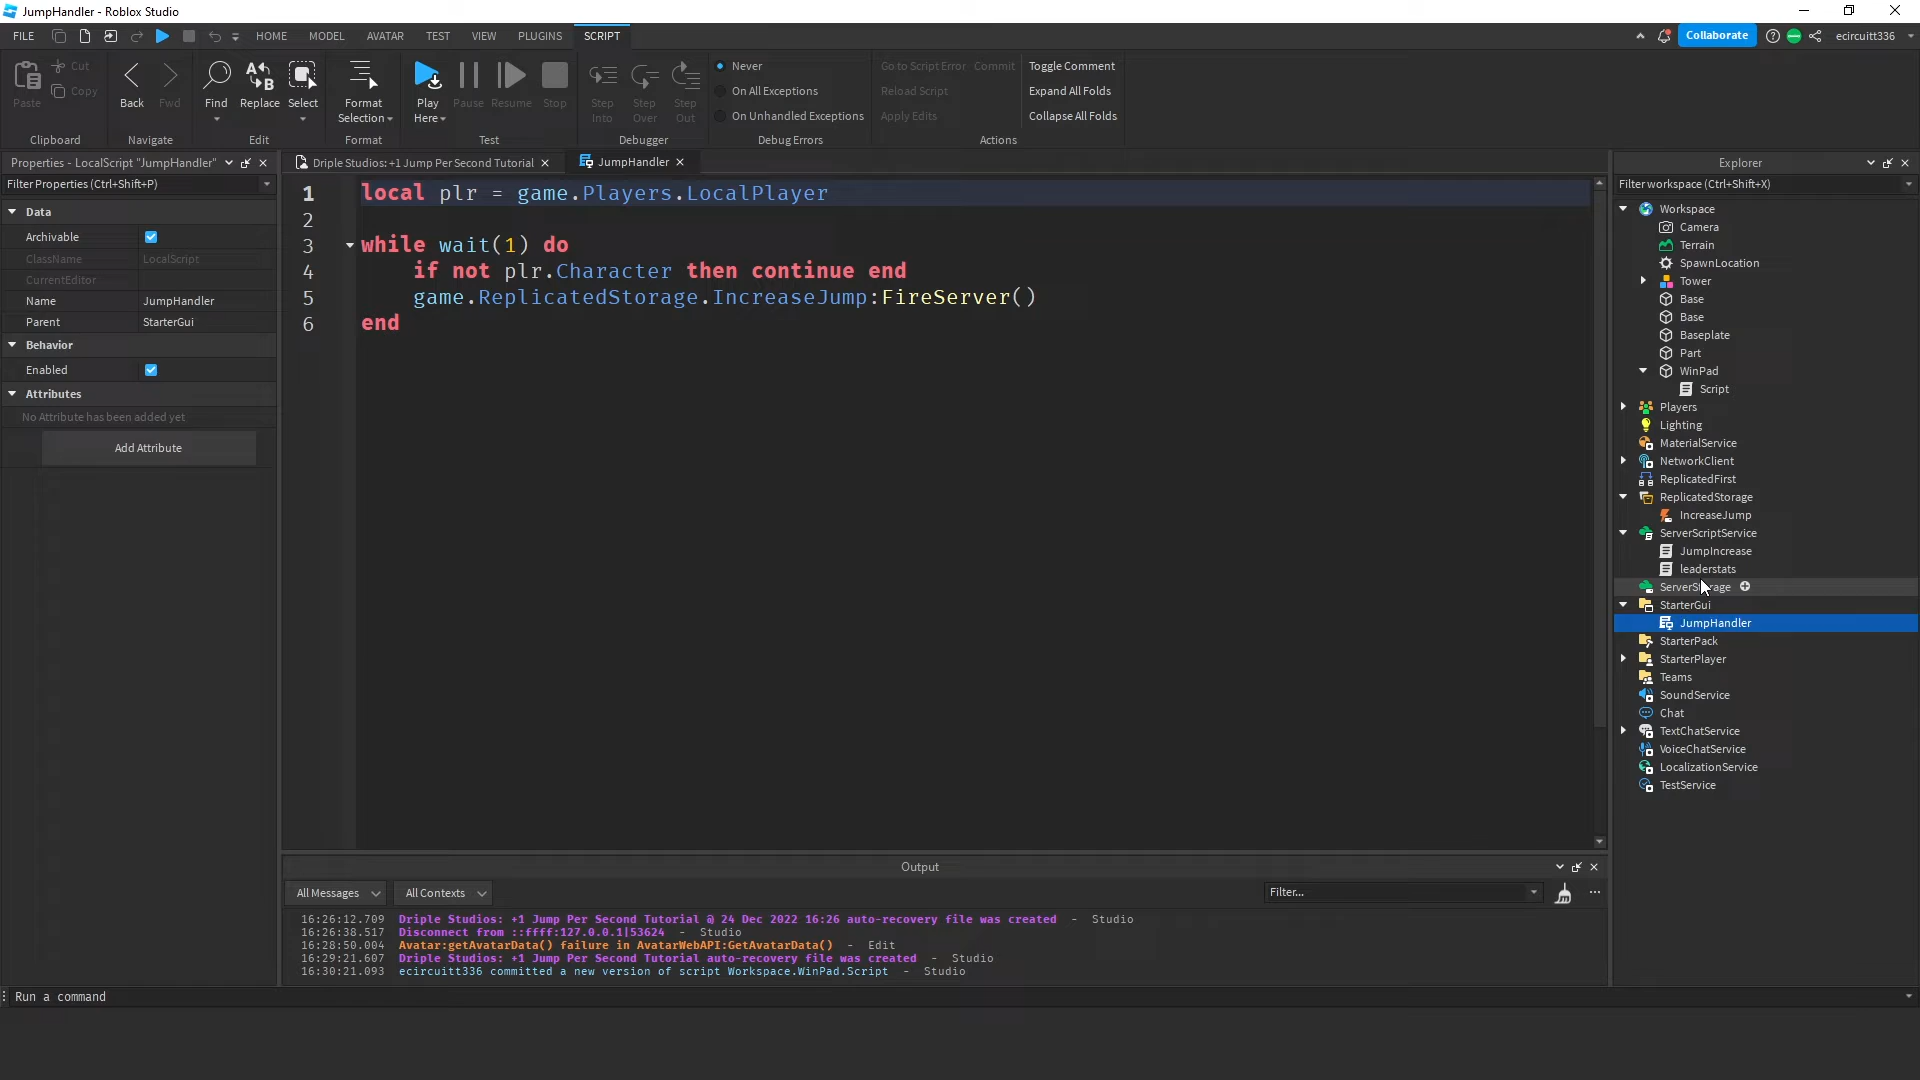 JumpHandler - Roblox Studio
FILE HOME MODEL AVATAR TEST VIEW PLUGINS SCRIPT Collaborate ecircuitt336
Paste Cut Copy Back Fwd Find Replace Select Format Selection Play Here Pause Resume Stop Step Into Step Over Step Out
Never
On All Exceptions
On Unhandled Exceptions
Go to Script Error Commit
Reload Script
Apply Edits
Toggle Comment
Expand All Folds
Collapse All Folds
Clipboard Navigate Edit Format Test Debugger Debug Errors Actions
Properties - LocalScript "JumpHandler"
Filter Properties (Ctrl+Shift+P)
Data
Archivable
ClassName LocalScript
CurrentEditor
Name JumpHandler
Parent StarterGui
Behavior
Enabled
Attributes
No Attribute has been added yet
Add Attribute
Driple Studios: +1 Jump Per Second Tutorial JumpHandler
1 local plr = game.Players.LocalPlayer
2
3 while wait(1) do
4 if not plr.Character then continue end
5 game.ReplicatedStorage.IncreaseJump:FireServer()
6 end
Output
All Messages All Contexts Filter...
16:26:12.709 Driple Studios: +1 Jump Per Second Tutorial @ 24 Dec 2022 16:26 auto-recovery file was created - Studio
16:26:38.517 Disconnect from ::ffff:127.0.0.1|53624 - Studio
16:28:50.004 Avatar:getAvatarData() failure in AvatarWebAPI:GetAvatarData() - Edit
16:29:21.607 Driple Studios: +1 Jump Per Second Tutorial auto-recovery file was created - Studio
16:30:21.093 ecircuitt336 committed a new version of script Workspace.WinPad.Script - Studio
Run a command
Explorer
Filter workspace (Ctrl+Shift+X)
Workspace
Camera
Terrain
SpawnLocation
Tower
Base
Base
Baseplate
Part
WinPad
Script
Players
Lighting
MaterialService
NetworkClient
ReplicatedFirst
ReplicatedStorage
IncreaseJump
ServerScriptService
JumpIncrease
leaderstats
ServerStorage
StarterGui
JumpHandler
StarterPack
StarterPlayer
Teams
SoundService
Chat
TextChatService
VoiceChatService
LocalizationService
TestService